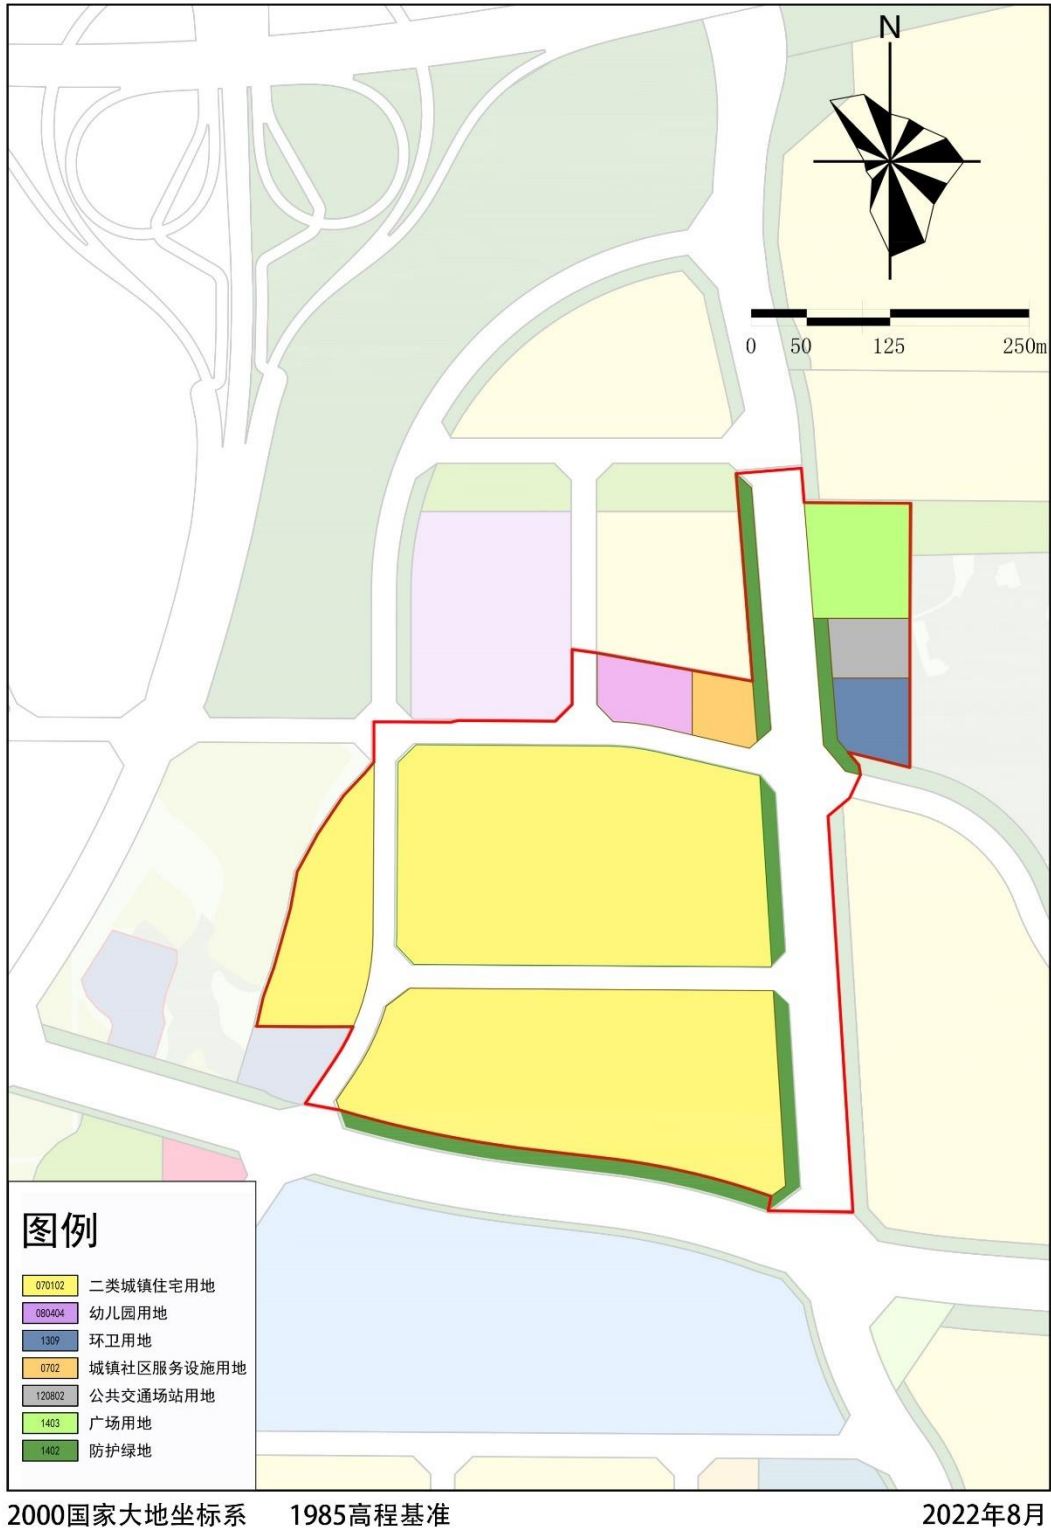 N
0 50 125 250m
图例
070102 二类城镇住宅用地
080404 幼儿园用地
1309 环卫用地
0702 城镇社区服务设施用地
120802 公共交通场站用地
1403 广场用地
1402 防护绿地
2000国家大地坐标系 1985高程基准 2022年8月